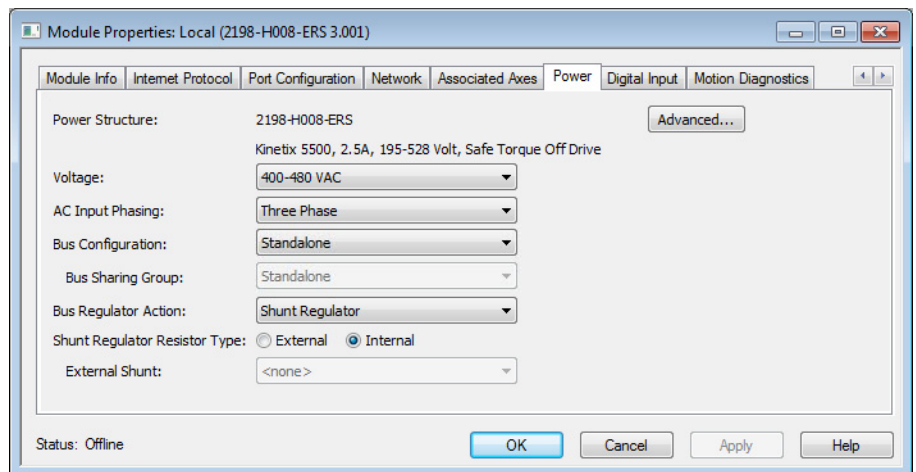 Module Properties: Local (2198-H008-ERS 3.001)
Module Info Internet Protocol Port Configuration Network Associated Axes Power Digital Input Motion Diagnostics
Power Structure: 2198-H008-ERS Advanced...
Kinetix 5500, 2.5A, 195-528 Volt, Safe Torque Off Drive
Voltage: 400-480 VAC
AC Input Phasing: Three Phase
Bus Configuration: Standalone
Bus Sharing Group: Standalone
Bus Regulator Action: Shunt Regulator
Shunt Regulator Resistor Type: External Internal
External Shunt: <none>
Status: Offline OK Cancel Apply Help